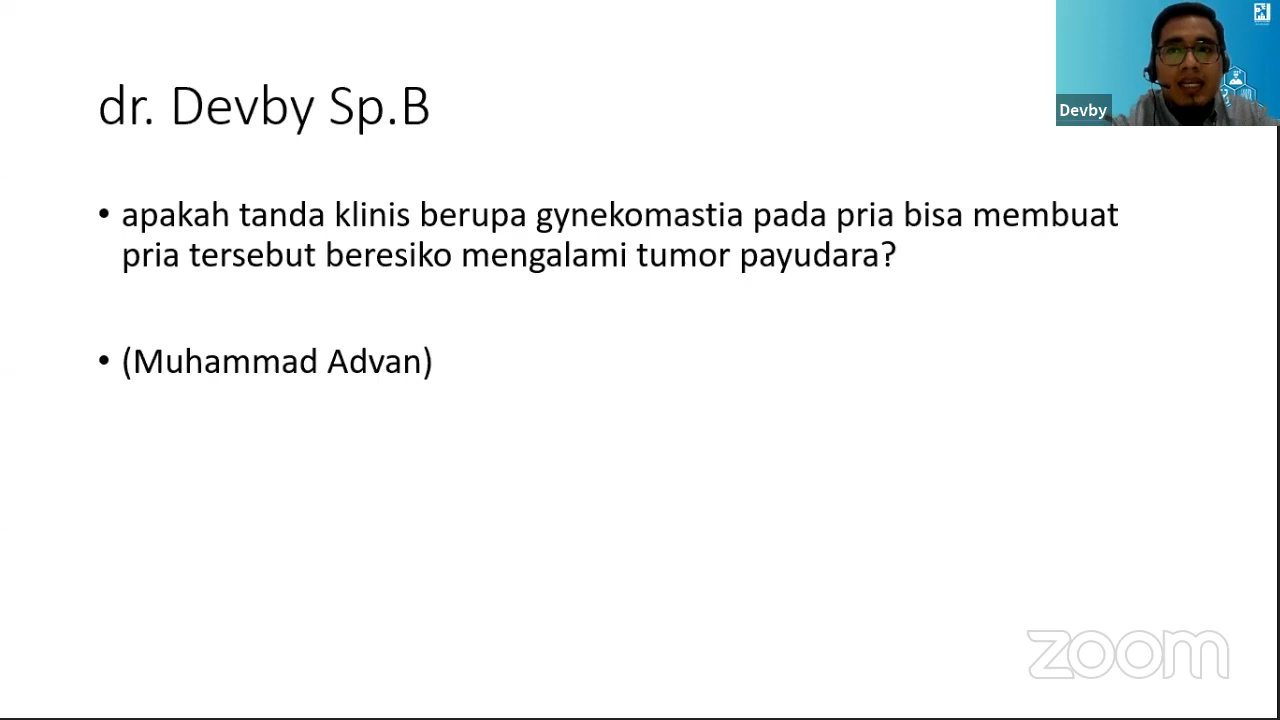 dr. Devby Sp.B
Devby
• apakah tanda klinis berupa gynekomastia pada pria bisa membuat
pria tersebut beresiko mengalami tumor payudara?
• (Muhammad Advan)
zoom